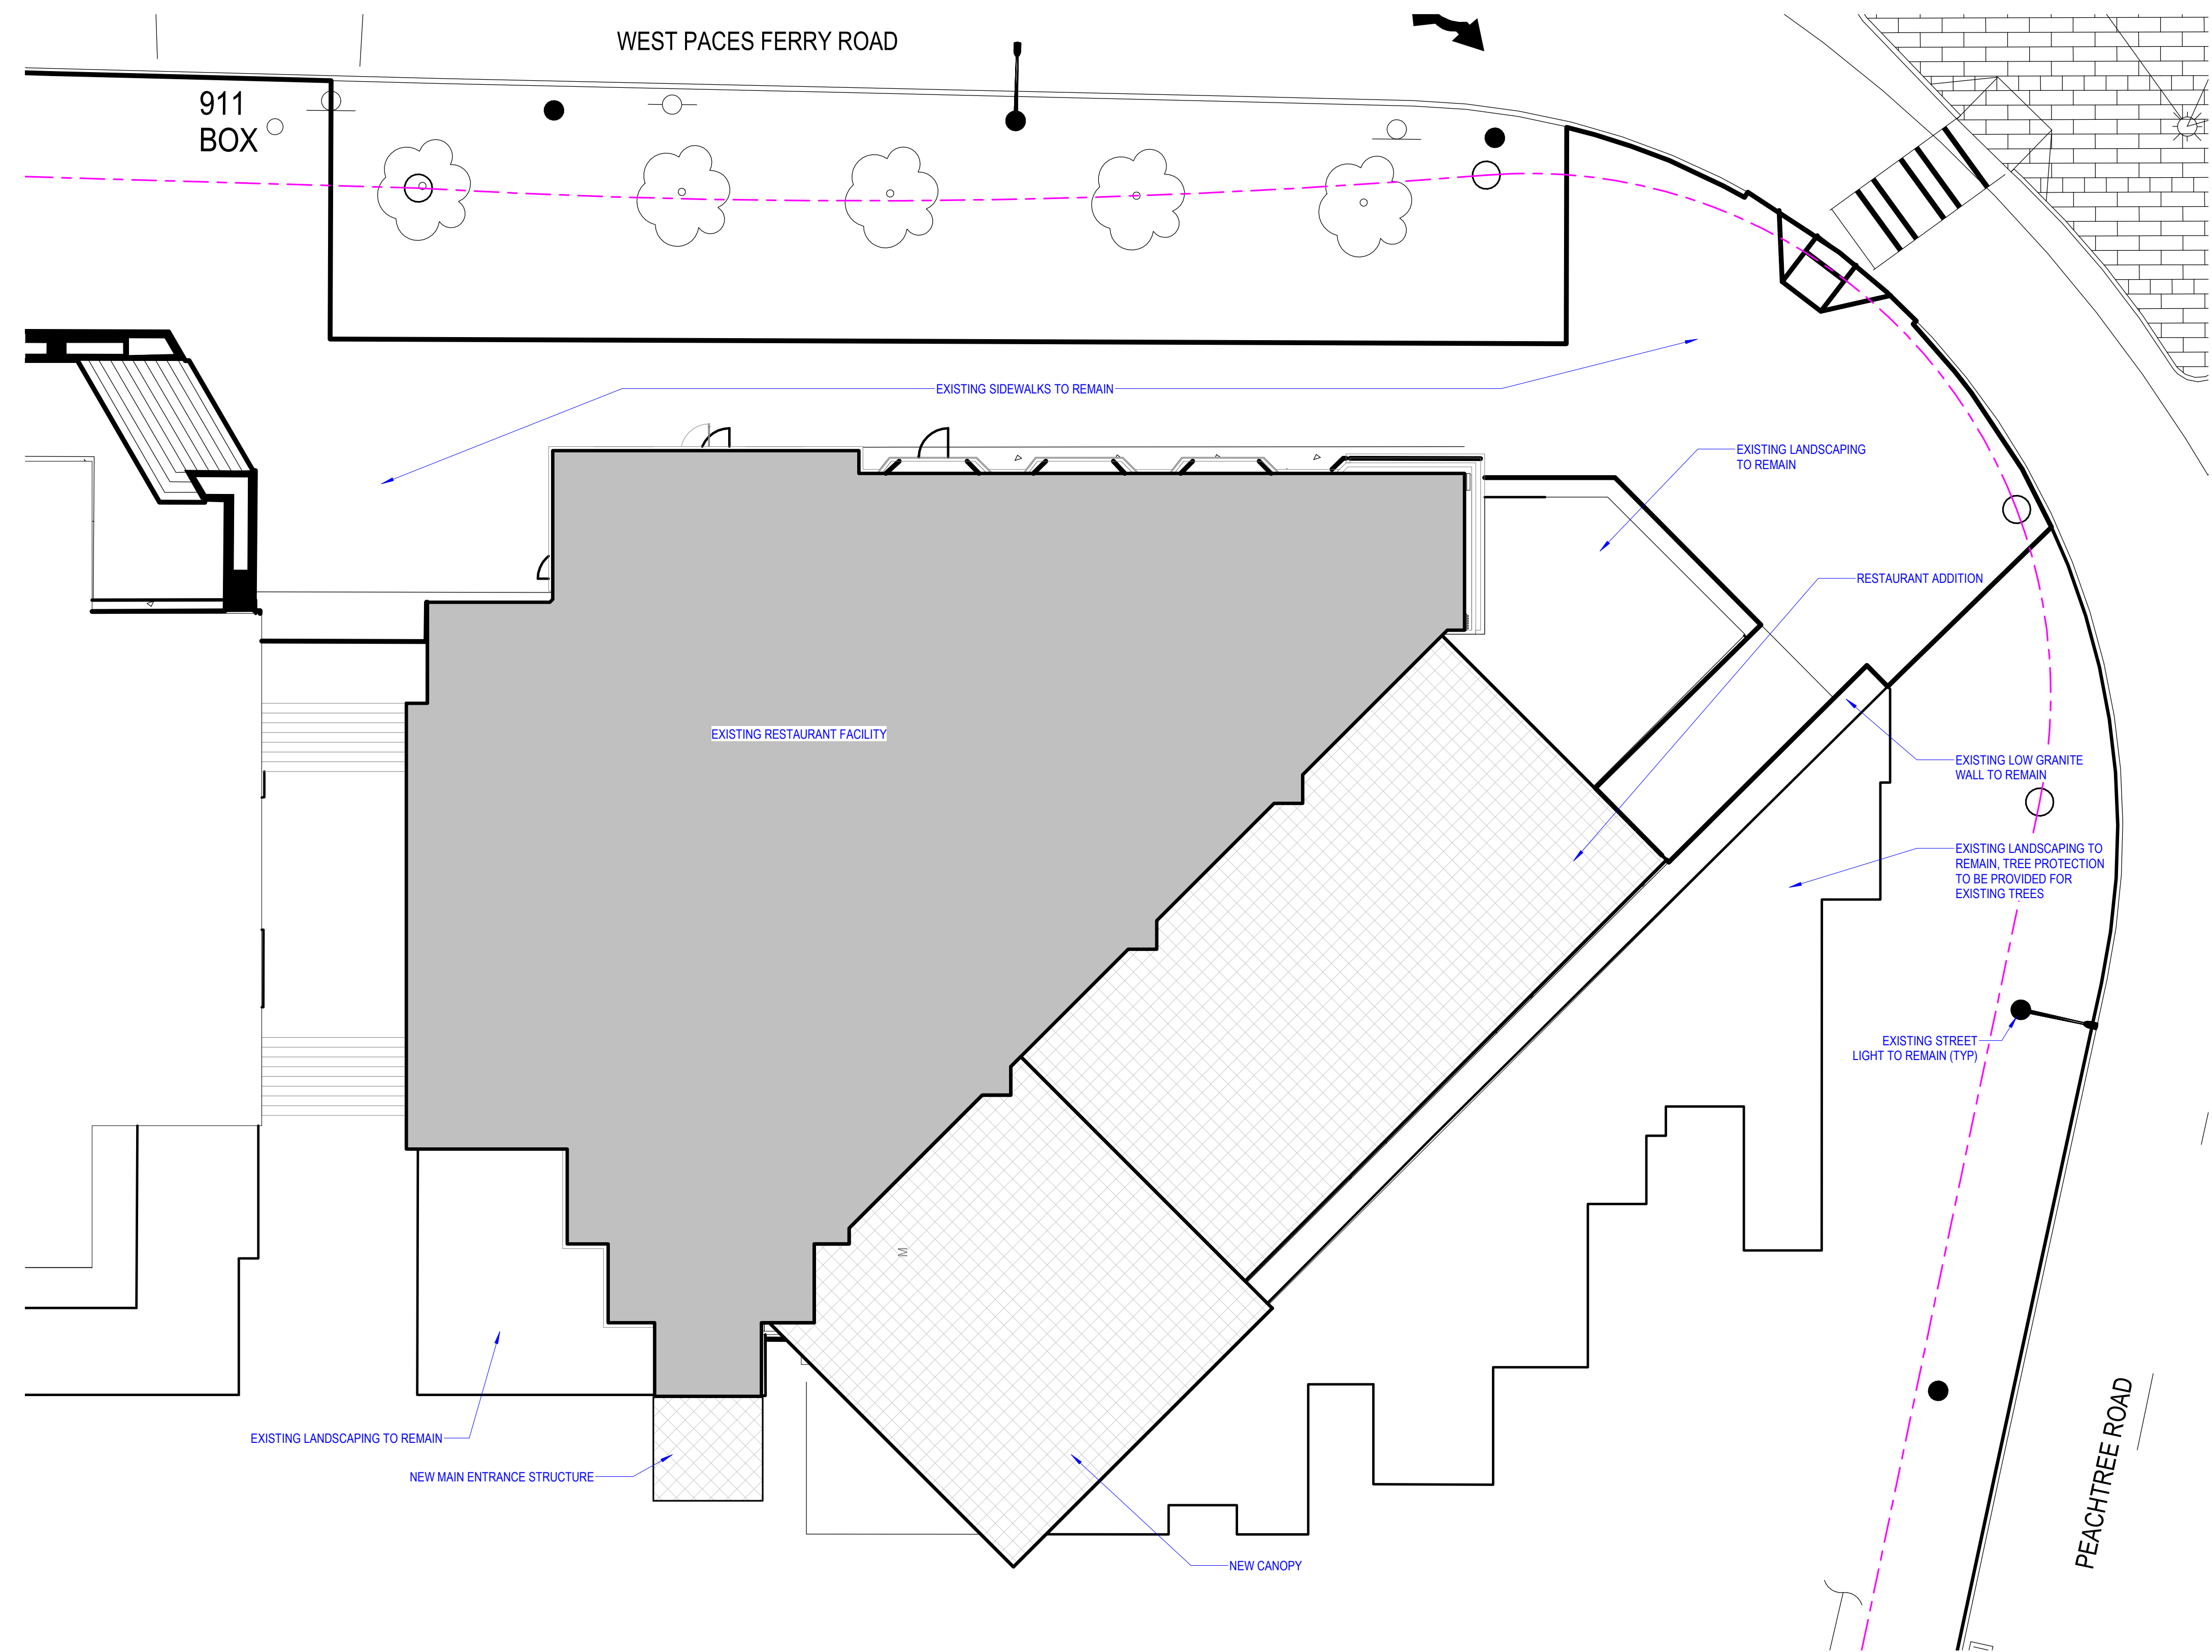 WEST PACES FERRY ROAD
911
BOX
EXISTING SIDEWALKS TO REMAIN
EXISTING LANDSCAPING
TO REMAIN
RESTAURANT ADDITION
EXISTING RESTAURANT FACILITY
EXISTING LOW GRANITE
WALL TO REMAIN
EXISTING LANDSCAPING TO
REMAIN, TREE PROTECTION
TO BE PROVIDED FOR
EXISTING TREES
EXISTING STREET
LIGHT TO REMAIN (TYP)
M
EXISTING LANDSCAPING TO REMAIN
NEW MAIN ENTRANCE STRUCTURE
NEW CANOPY
PEACHTREE ROAD